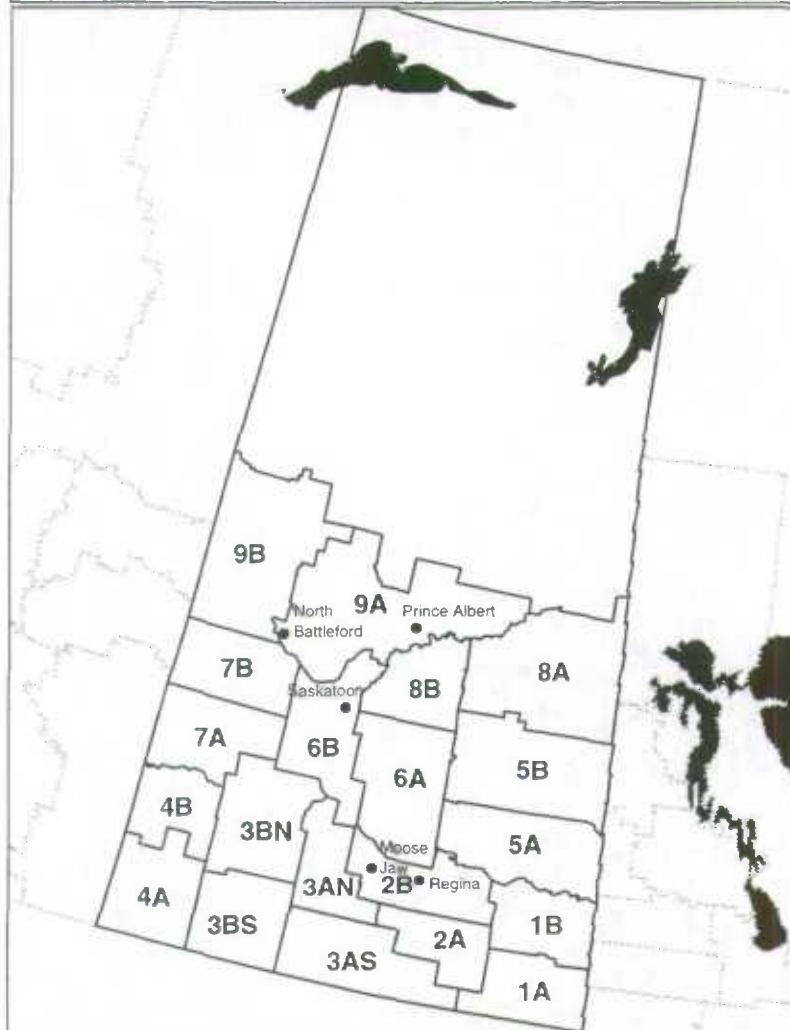 9B
9A
North
Battleford
Prince Albert
7B
8B
8A
Saskatoon
7A
6B
6A
5B
4B
3BN
5A
Moose
Jaw
2B
Regina
4A
3AN
3BS
2A
1B
3AS
1A